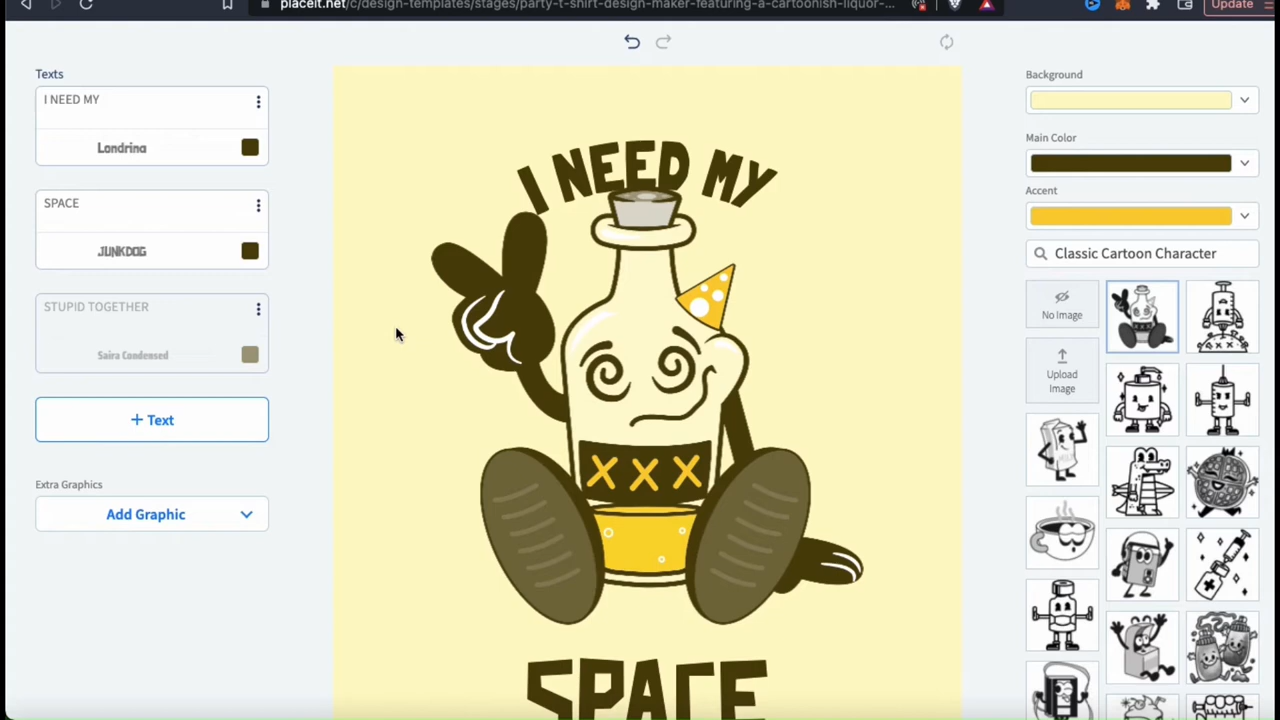 placeit.net/c/design-templates/stages/party-t-shirt-design-maker-featuring-a-cartoonish-liquor-...
Update
Texts
I NEED MY
Londrina
SPACE
JUNKDOG
STUPID TOGETHER
Saira Condensed
+ Text
Extra Graphics
Add Graphic
I NEED MY
X X X
SPACE
Background
Main Color
Accent
Classic Cartoon Character
No Image
Upload
Image